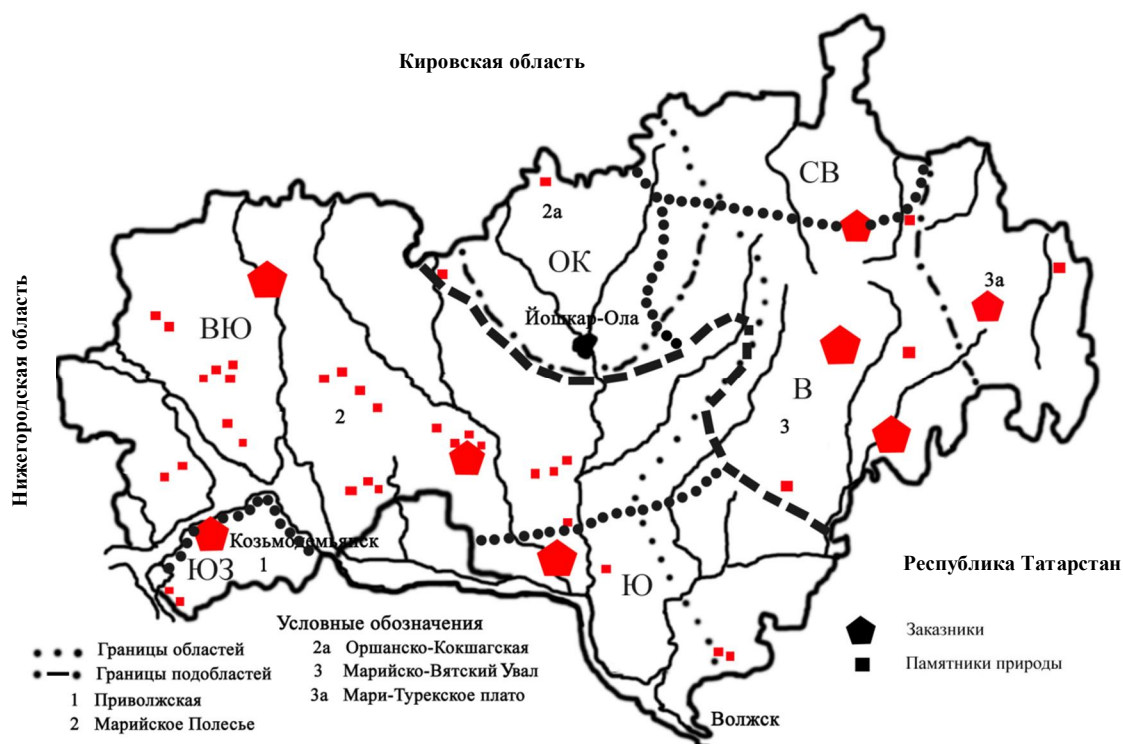 Кировская область
СВ
2а
ОК
3а
Нижегородская область
Йошкар-Ола
ВЮ
В
2
3
Козьмодемьянск
ЮЗ
1
Ю
Республика Татарстан
Условные обозначения
Границы областей
Границы подобластей
1 Приволжская
2 Марийское Полесье
2а Оршанско-Кокшагская
3 Марийско-Вятский Увал
3а Мари-Турекское плато
Заказники
Памятники природы
Волжск